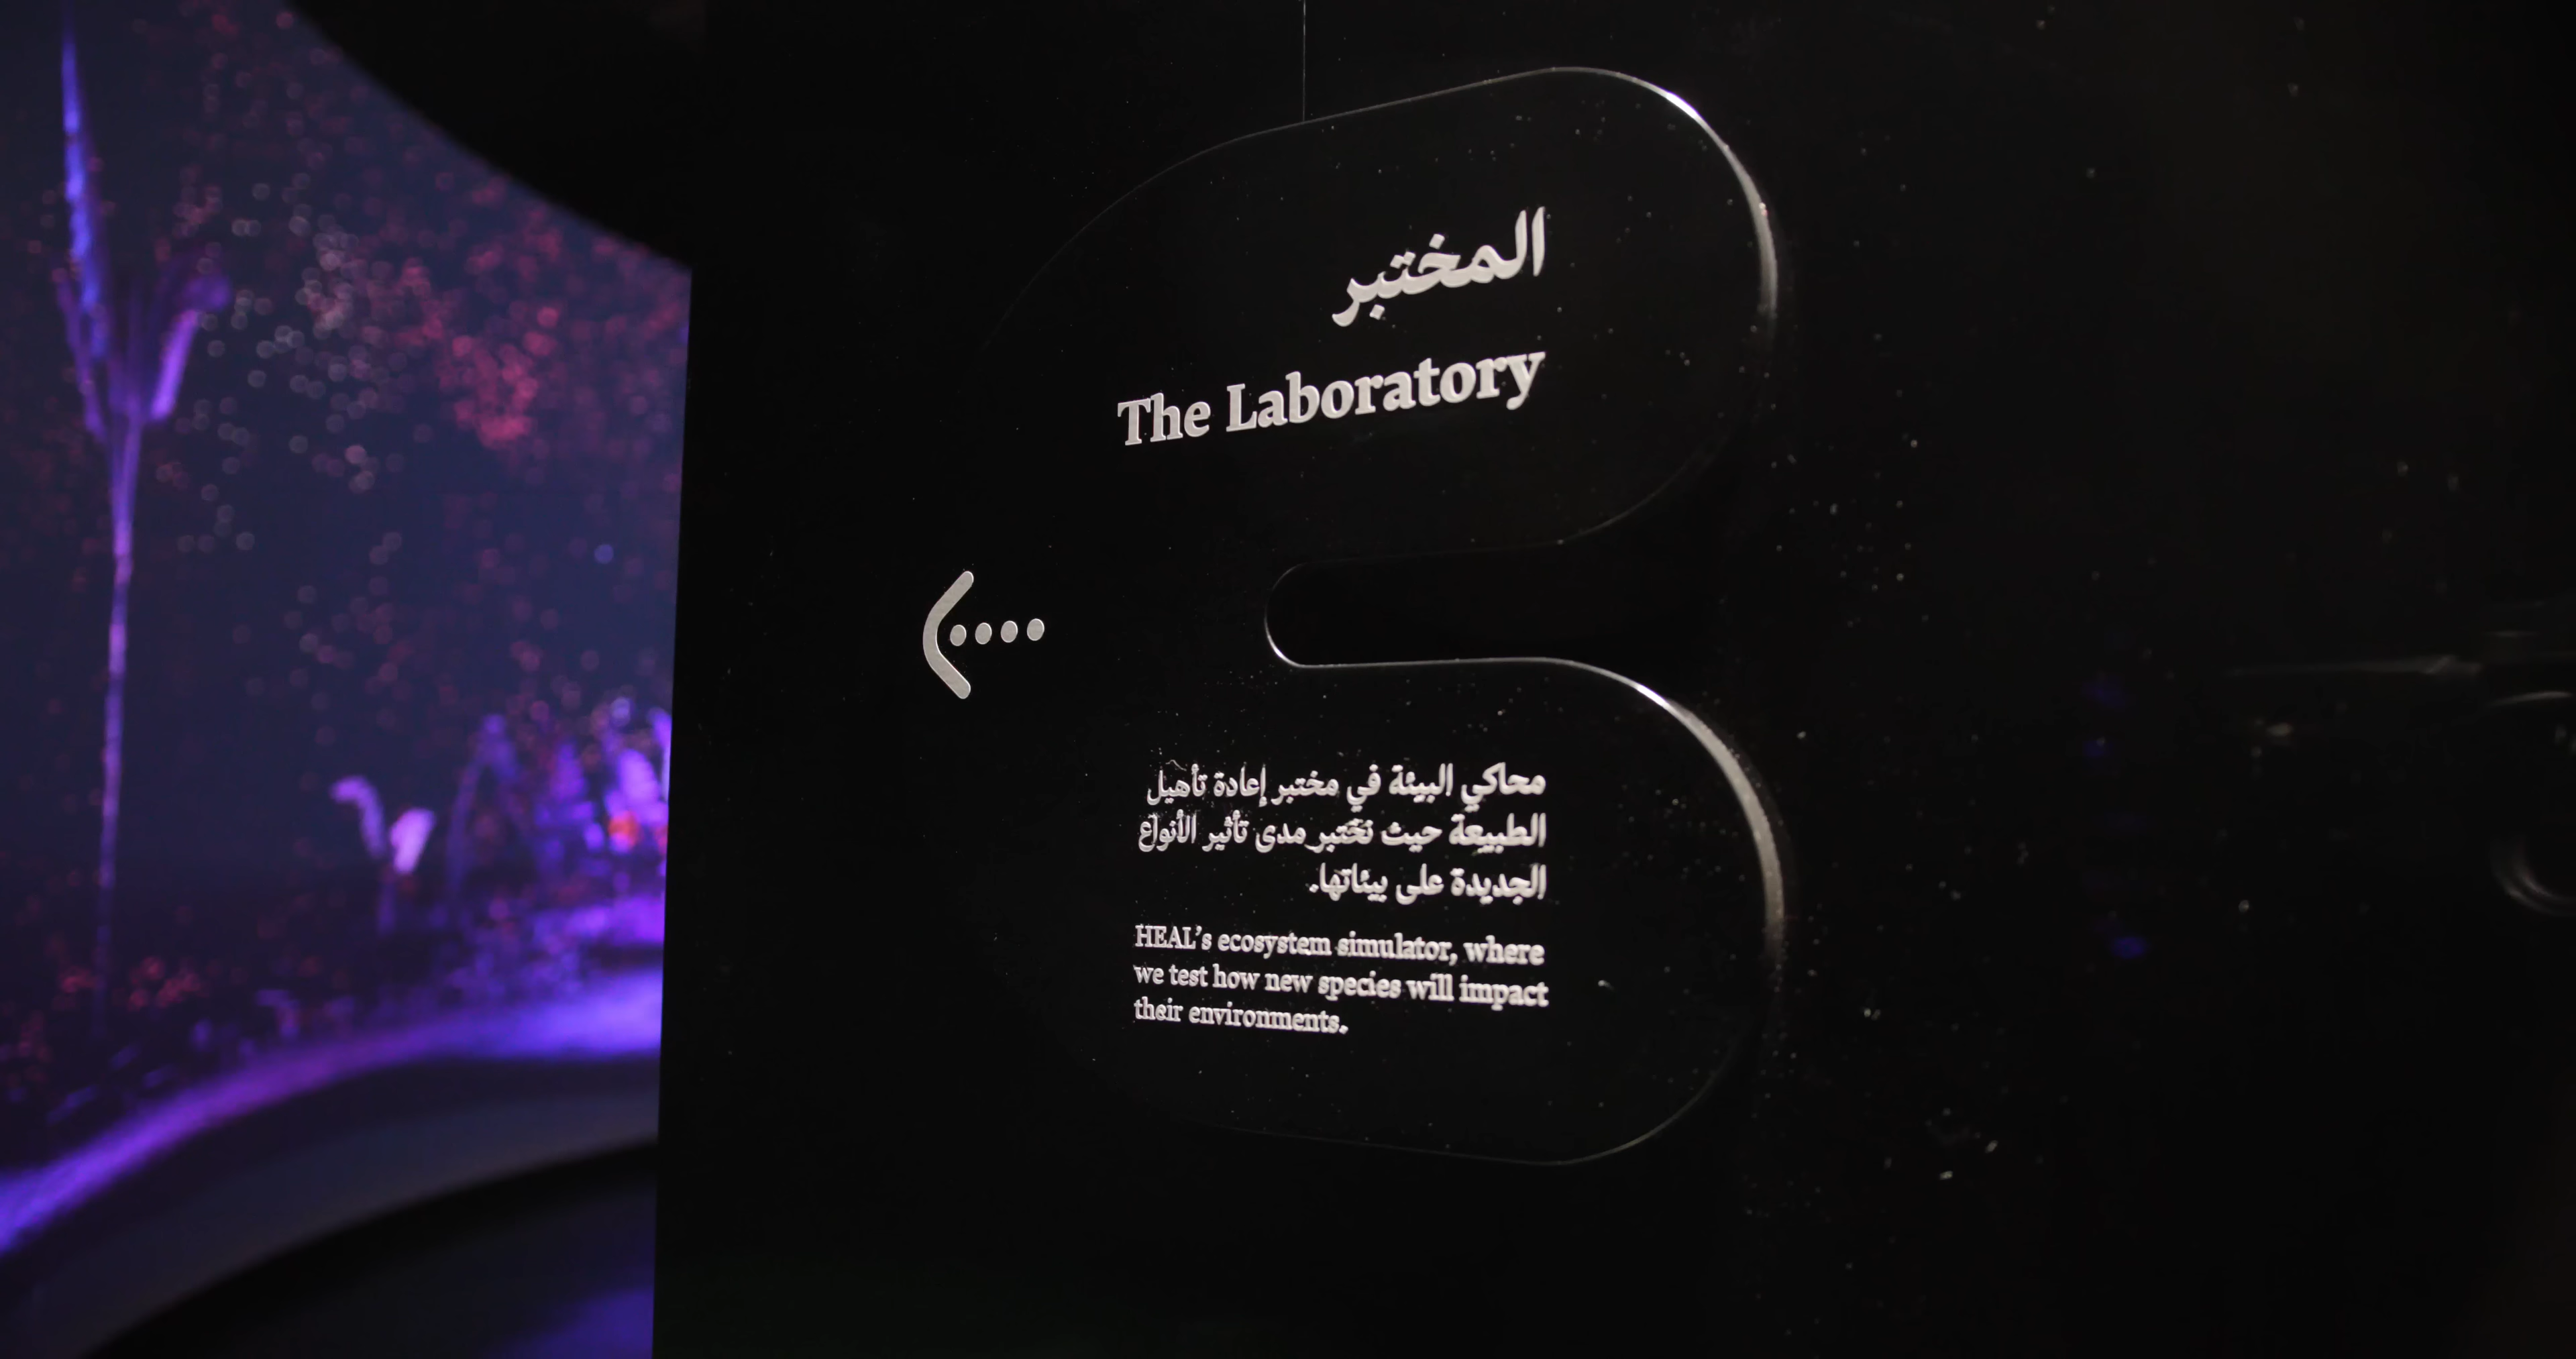 المختبر
The Laboratory
محاكي البيئة في مختبر إعادة تأهيل
الطبيعة حيث نختبر مدى تأثير الأنواع
الجديدة على بيئاتها.
HEAL’s ecosystem simulator, where
we test how new species will impact
their environments.